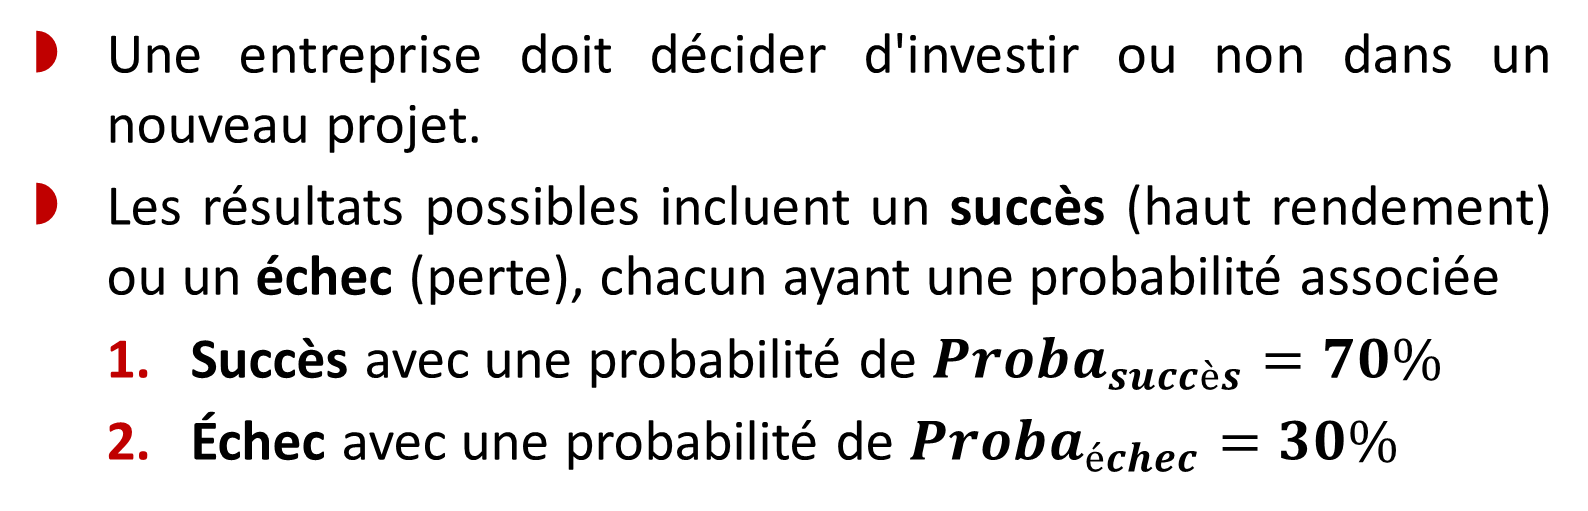 Une entreprise doit décider d'investir ou non dans un
nouveau projet.
Les résultats possibles incluent un succès (haut rendement)
ou un échec (perte), chacun ayant une probabilité associée
1. Succès avec une probabilité de Proba_succès = 70%
2. Échec avec une probabilité de Proba_échec = 30%